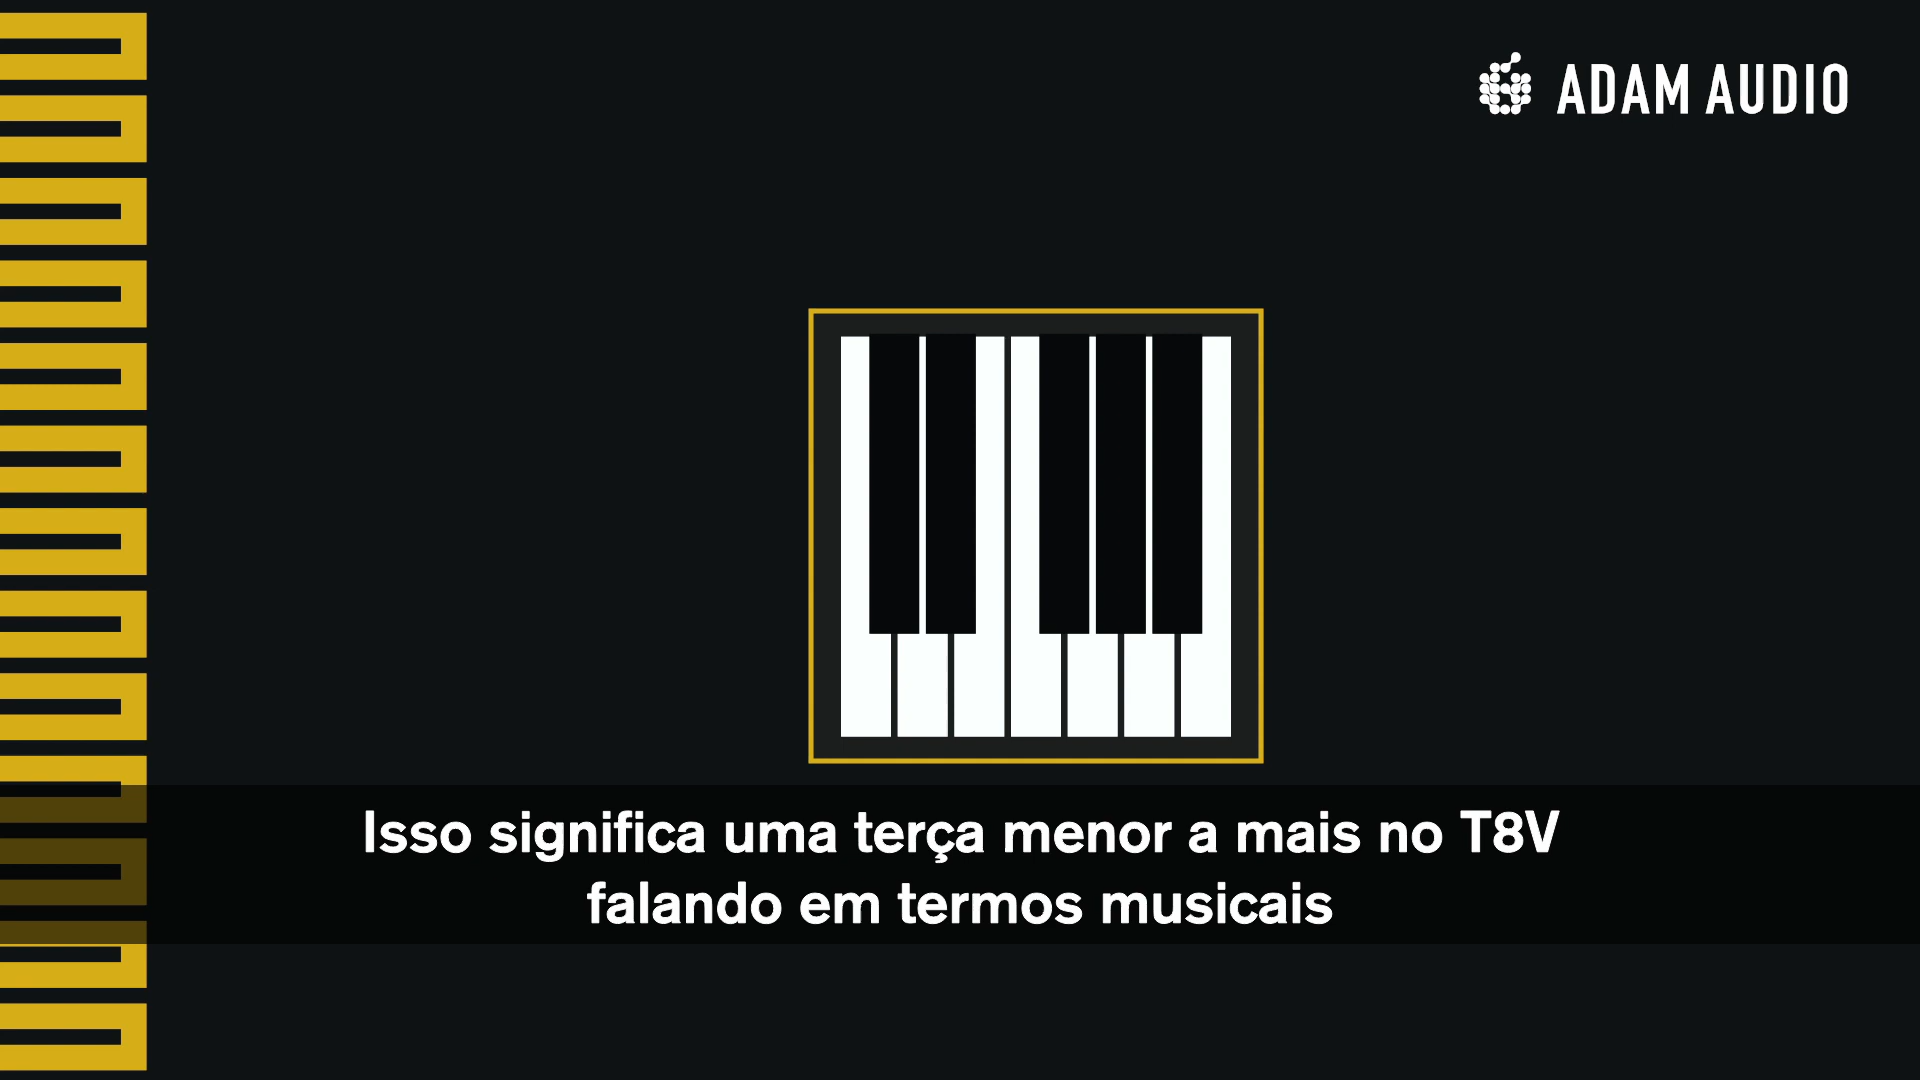 ADAM AUDIO
Isso significa uma terça menor a mais no T8V
falando em termos musicais